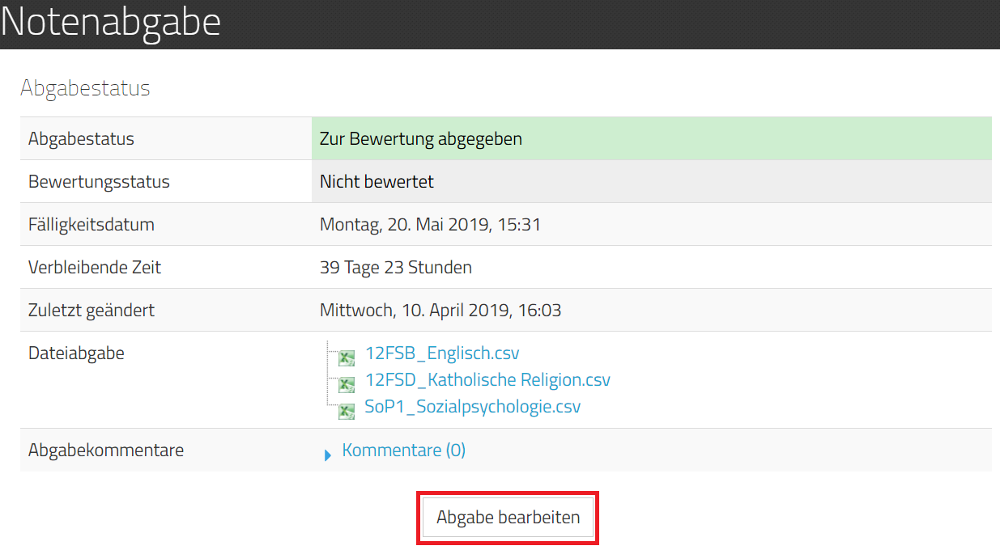 Notenabgabe
Abgabestatus
Abgabestatus Zur Bewertung abgegeben
Bewertungsstatus Nicht bewertet
Fälligkeitsdatum Montag, 20. Mai 2019, 15:31
Verbleibende Zeit 39 Tage 23 Stunden
Zuletzt geändert Mittwoch, 10. April 2019, 16:03
Dateiabgabe 12FSB_Englisch.csv
12FSD_Katholische Religion.csv
SoP1_Sozialpsychologie.csv
Abgabekommentare Kommentare (0)
Abgabe bearbeiten